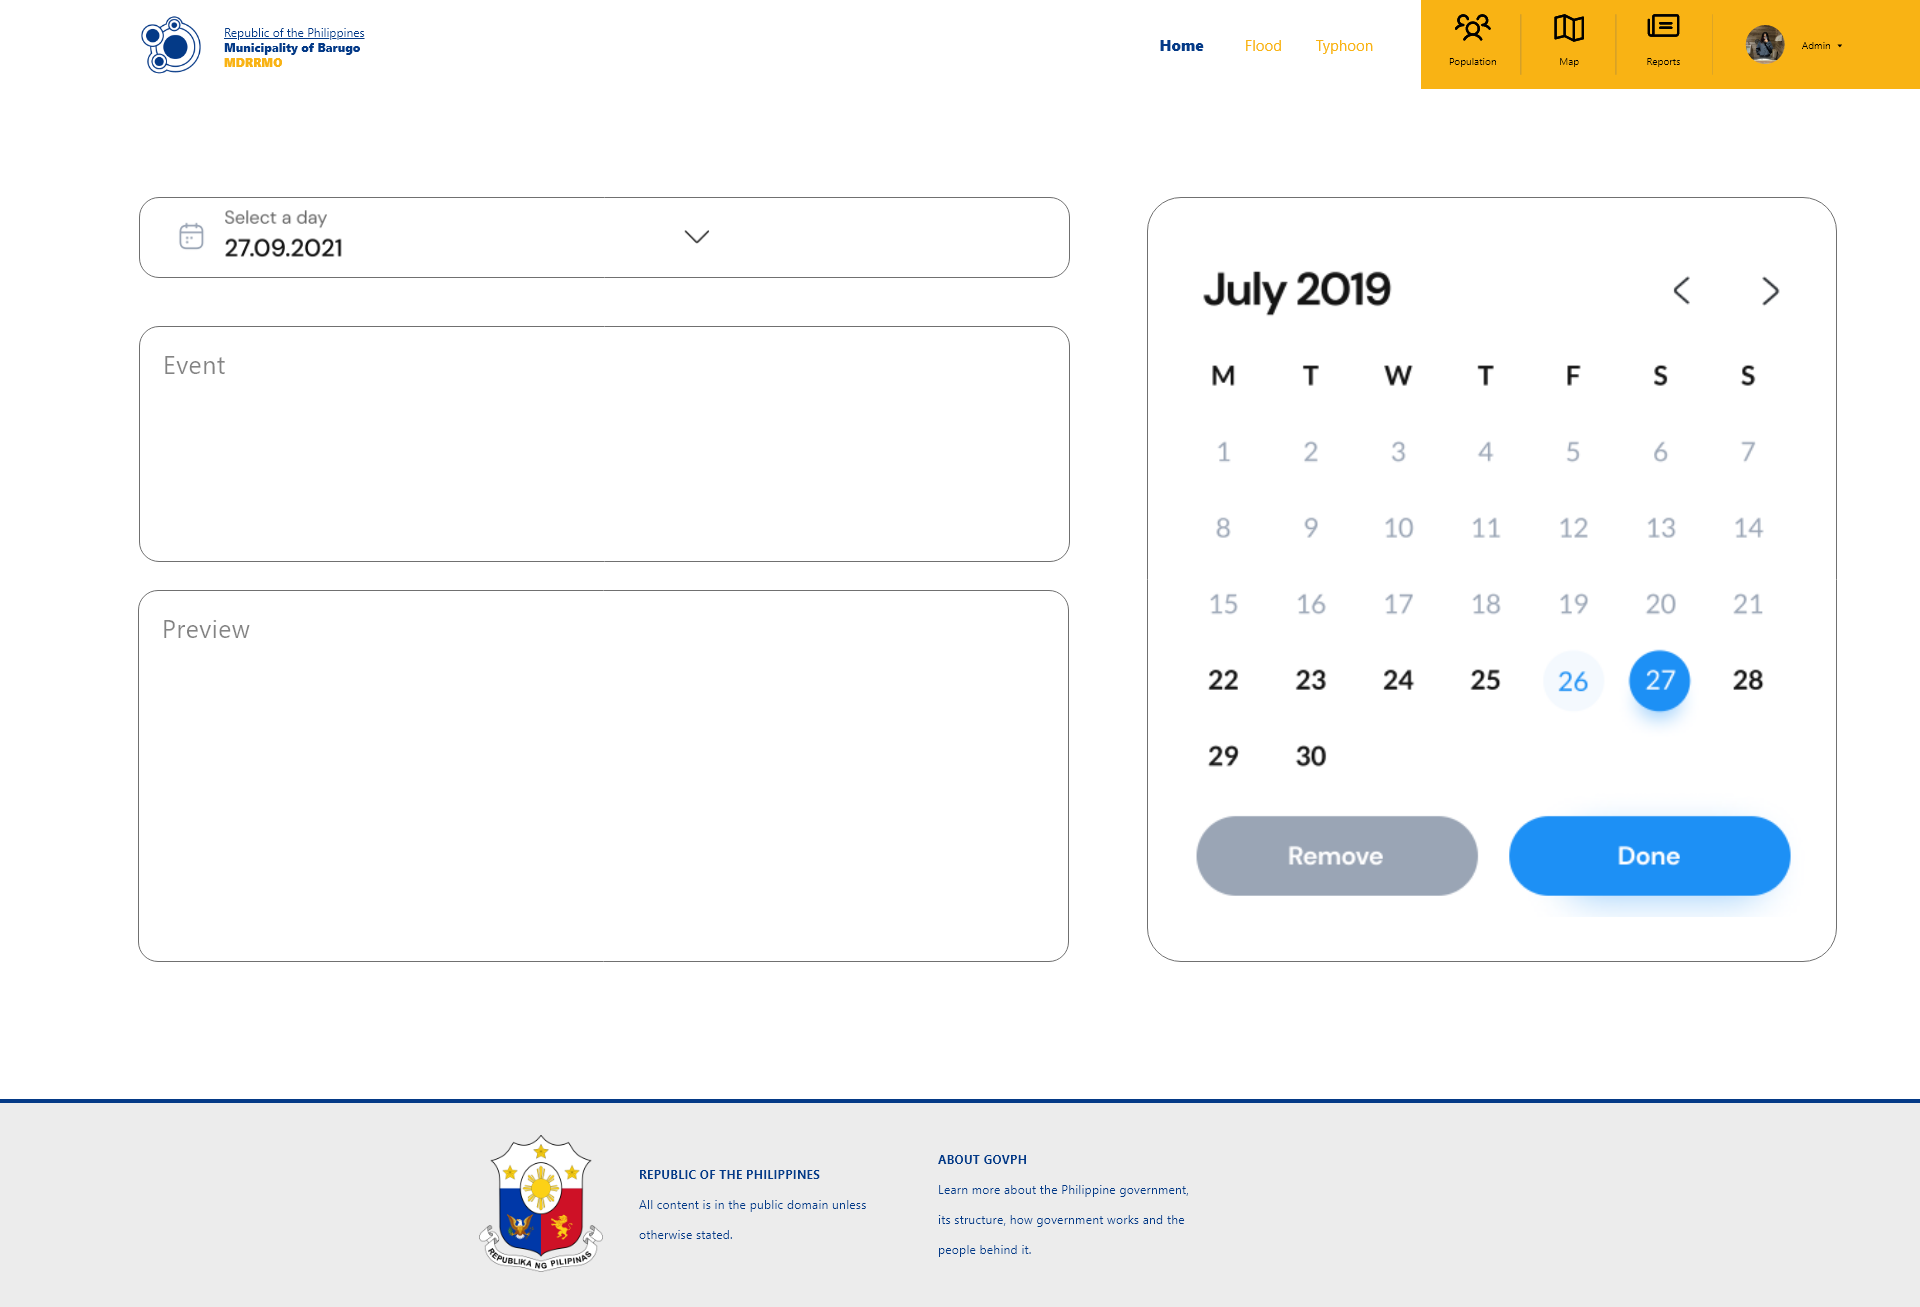 Republic of the Philippines
Municipality of Barugo
MDRRMO
Home Flood Typhoon
Population Map Reports Admin
Select a day
27.09.2021
Event
Preview
July 2019
M T W T F S S
1 2 3 4 5 6 7
8 9 10 11 12 13 14
15 16 17 18 19 20 21
22 23 24 25 26 27 28
29 30
Remove Done
REPUBLIKA NG PILIPINAS
REPUBLIC OF THE PHILIPPINES
All content is in the public domain unless
otherwise stated.
ABOUT GOVPH
Learn more about the Philippine government,
its structure, how government works and the
people behind it.